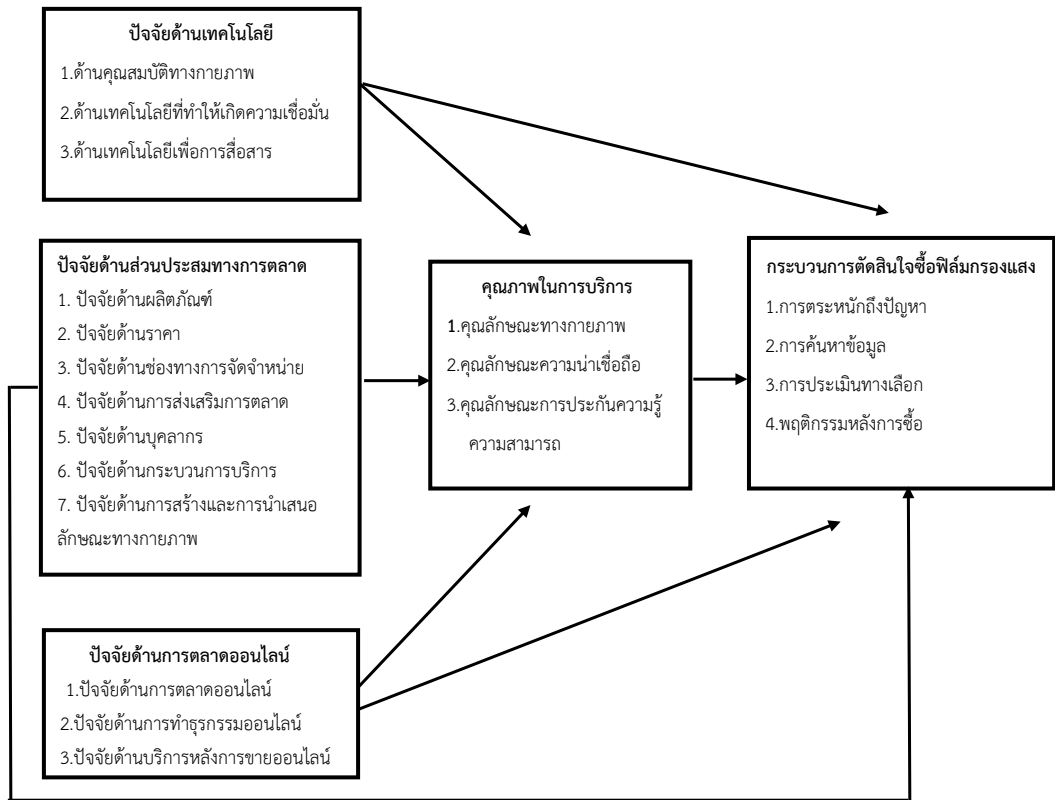 ปัจจัยด้านเทคโนโลยี
1.ด้านคุณสมบัติทางกายภาพ
2.ด้านเทคโนโลยีที่ทำให้เกิดความเชื่อมั่น
3.ด้านเทคโนโลยีเพื่อการสื่อสาร
ปัจจัยด้านส่วนประสมทางการตลาด
1. ปัจจัยด้านผลิตภัณฑ์
2. ปัจจัยด้านราคา
3. ปัจจัยด้านช่องทางการจัดจำหน่าย
4. ปัจจัยด้านการส่งเสริมการตลาด
5. ปัจจัยด้านบุคลากร
6. ปัจจัยด้านกระบวนการบริการ
7. ปัจจัยด้านการสร้างและการนำเสนอ
ลักษณะทางกายภาพ
ปัจจัยด้านการตลาดออนไลน์
1.ปัจจัยด้านการตลาดออนไลน์
2.ปัจจัยด้านการทำธุรกรรมออนไลน์
3.ปัจจัยด้านบริการหลังการขายออนไลน์
คุณภาพในการบริการ
1.คุณลักษณะทางกายภาพ
2.คุณลักษณะความน่าเชื่อถือ
3.คุณลักษณะการประกันความรู้
ความสามารถ
กระบวนการตัดสินใจซื้อฟิล์มกรองแสง
1.การตระหนักถึงปัญหา
2.การค้นหาข้อมูล
3.การประเมินทางเลือก
4.พฤติกรรมหลังการซื้อ